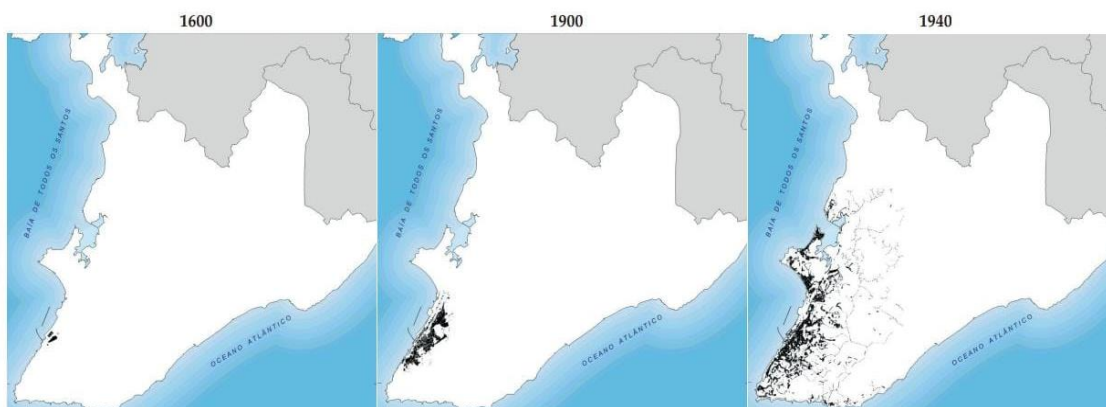 1600
1900
1940
BAÍA DE TODOS OS SANTOS
OCEANO ATLÂNTICO
BAÍA DE TODOS OS SANTOS
OCEANO ATLÂNTICO
BAÍA DE TODOS OS SANTOS
OCEANO ATLÂNTICO